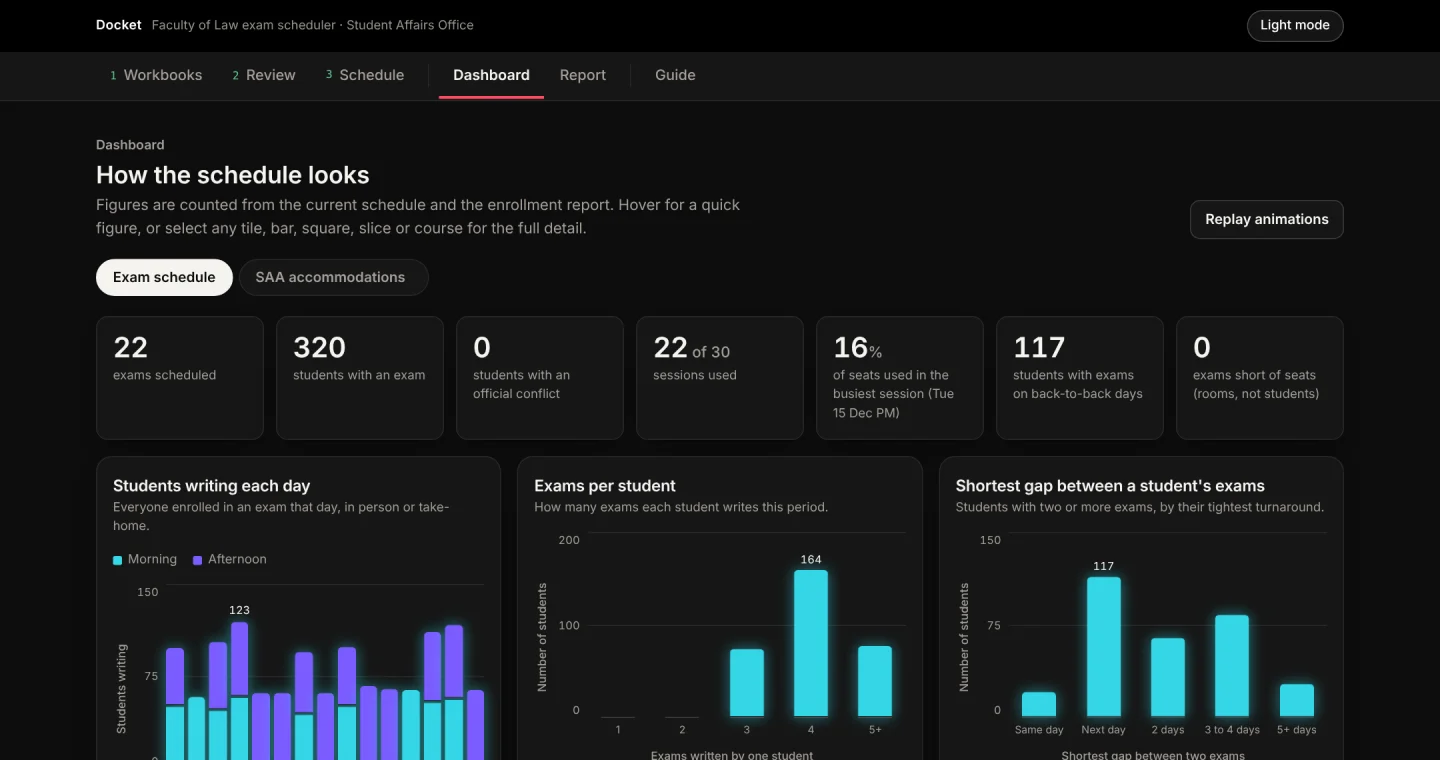 Docket Faculty of Law exam scheduler · Student Affairs Office
Light mode
1 Workbooks 2 Review 3 Schedule Dashboard Report Guide
Dashboard
How the schedule looks
Figures are counted from the current schedule and the enrollment report. Hover for a quick
figure, or select any tile, bar, square, slice or course for the full detail.
Replay animations
Exam schedule SAA accommodations
22
exams scheduled
320
students with an exam
0
students with an
official conflict
22 of 30
sessions used
16%
of seats used in the
busiest session (Tue
15 Dec PM)
117
students with exams
on back-to-back days
0
exams short of seats
(rooms, not students)
Students writing each day
Everyone enrolled in an exam that day, in person or take-
home.
Morning Afternoon
150
123
75
Students writing
Exams per student
How many exams each student writes this period.
200
164
100
0
Number of students
1 2 3 4 5+
Exams written by one student
Shortest gap between a student's exams
Students with two or more exams, by their tightest turnaround.
150
117
75
0
Number of students
Same day Next day 2 days 3 to 4 days 5+ days
Shortest gap between two exams